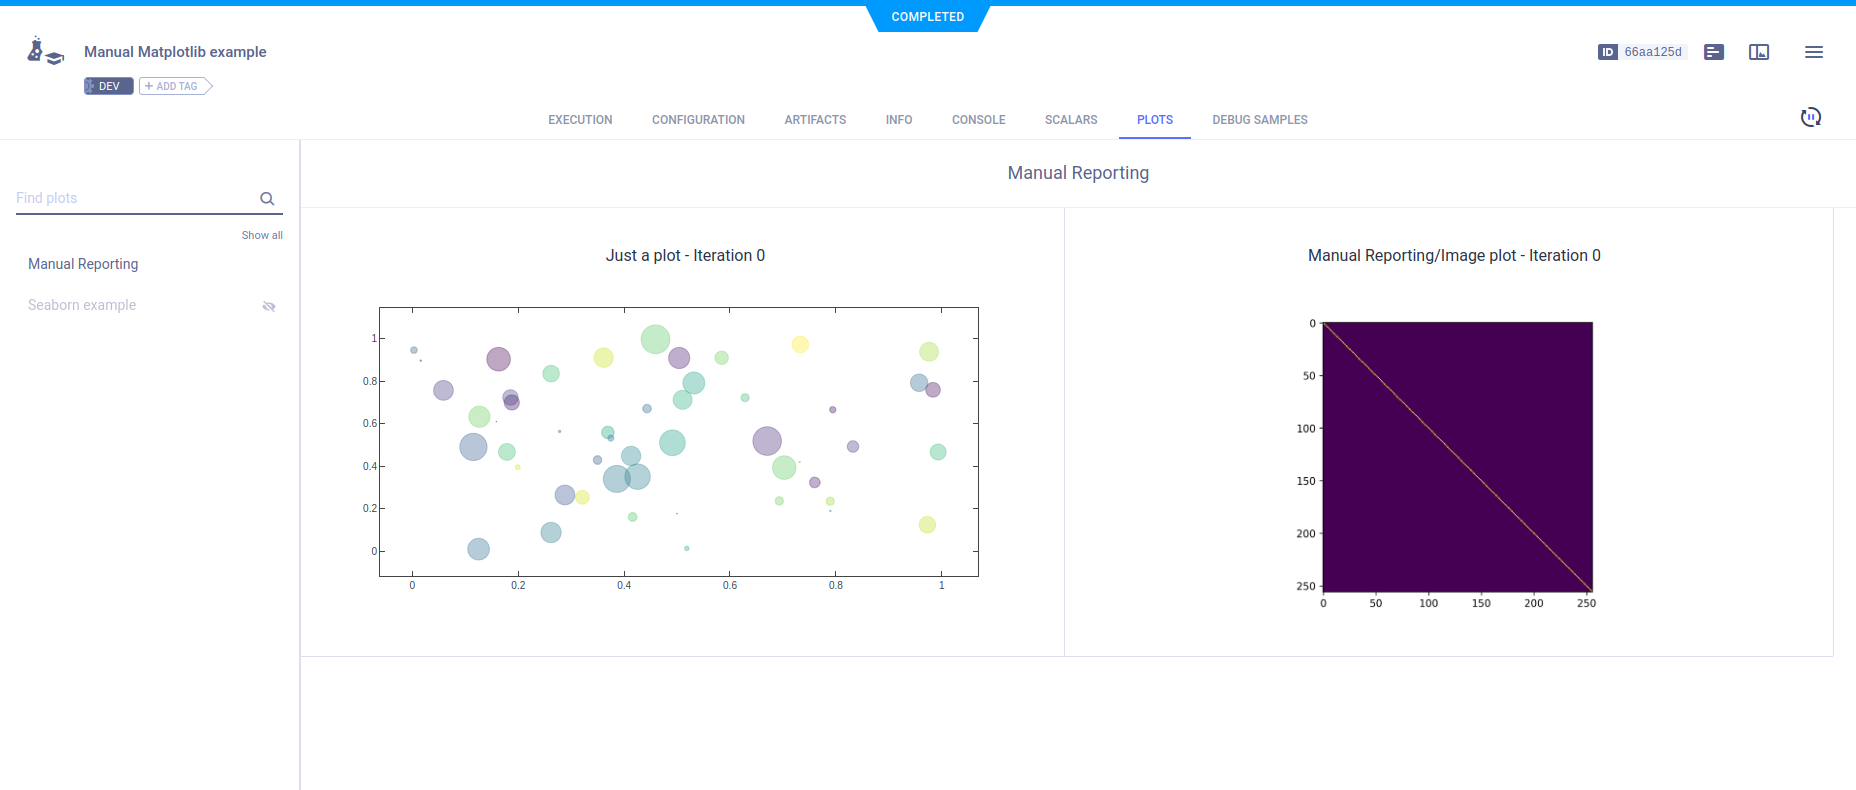 COMPLETED
Manual Matplotlib example
ID 66aa125d
DEV + ADD TAG
EXECUTION CONFIGURATION ARTIFACTS INFO CONSOLE SCALARS PLOTS DEBUG SAMPLES
Manual Reporting
Find plots
Show all
Manual Reporting
Seaborn example
Just a plot - Iteration 0
1
0.8
0.6
0.4
0.2
0
0 0.2 0.4 0.6 0.8 1
Manual Reporting/Image plot - Iteration 0
0
50
100
150
200
250
0 50 100 150 200 250